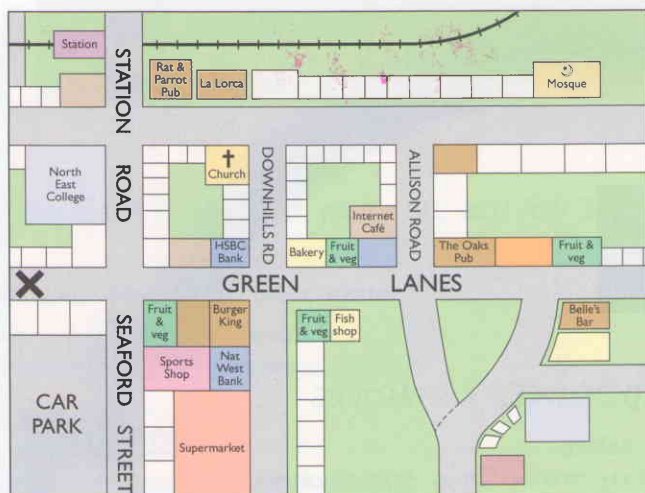 Station
STATION
ROAD
Rat &
Parrot
Pub
La Lorca
Mosque
North
East
College
Church
DOWNHILLS RD
ALLISON ROAD
Internet
Café
HSBC
Bank
Bakery
Fruit
& veg
The Oaks
Pub
Fruit &
veg
GREEN LANES
Fruit
&
veg
Burger
King
Fruit
& veg
Fish
shop
Belle's
Bar
SEAFORD
STREET
Sports
Shop
Nat
West
Bank
CAR
PARK
Supermarket